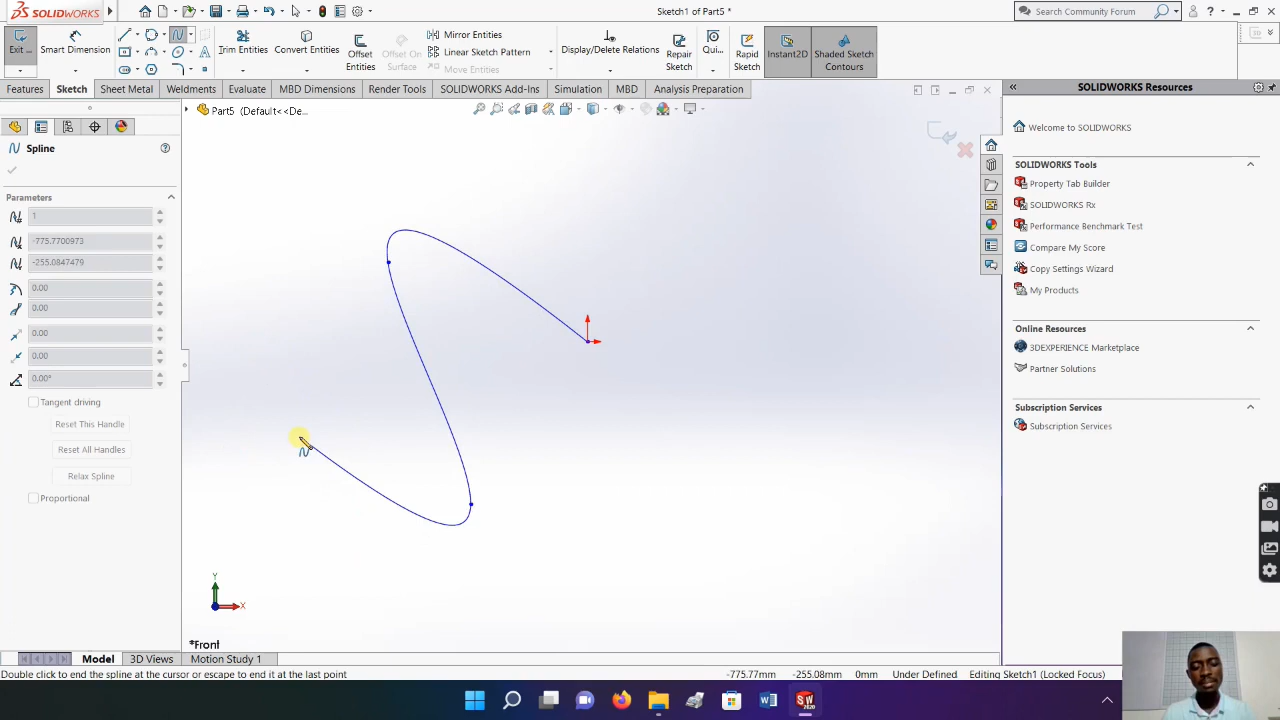 SOLIDWORKS
Sketch1 of Part5 *
Search Community Forum
Exit ...
Smart Dimension
Trim Entities
Convert Entities
Offset Entities
Offset On Surface
Mirror Entities
Linear Sketch Pattern
Move Entities
Display/Delete Relations
Repair Sketch
Qui...
Rapid Sketch
Instant2D
Shaded Sketch Contours
Features
Sketch
Sheet Metal
Weldments
Evaluate
MBD Dimensions
Render Tools
SOLIDWORKS Add-Ins
Simulation
MBD
Analysis Preparation
Part5 (Default<<De...
Spline
Parameters
1
-775.7700973
-255.0847479
0.00
0.00
0.00
0.00
0.00°
Tangent driving
Reset This Handle
Reset All Handles
Relax Spline
Proportional
Y
X
*Front
SOLIDWORKS Resources
Welcome to SOLIDWORKS
SOLIDWORKS Tools
Property Tab Builder
SOLIDWORKS Rx
Performance Benchmark Test
Compare My Score
Copy Settings Wizard
My Products
Online Resources
3DEXPERIENCE Marketplace
Partner Solutions
Subscription Services
Subscription Services
Model
3D Views
Motion Study 1
Double click to end the spline at the cursor or escape to end it at the last point
-775.77mm
-255.08mm
0mm
Under Defined
Editing Sketch1 (Locked Focus)